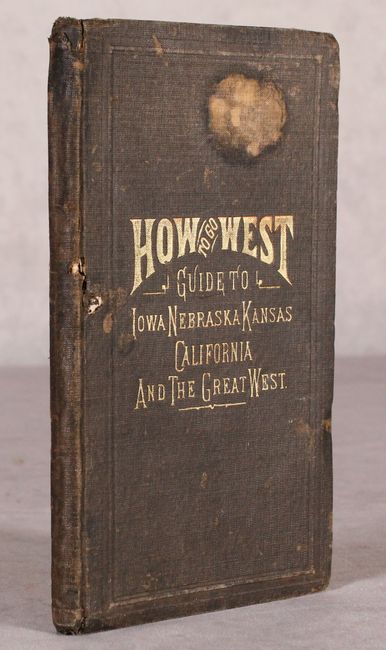 HOW TO GO WEST
GUIDE TO
IOWA NEBRASKA KANSAS
CALIFORNIA
AND THE GREAT WEST.